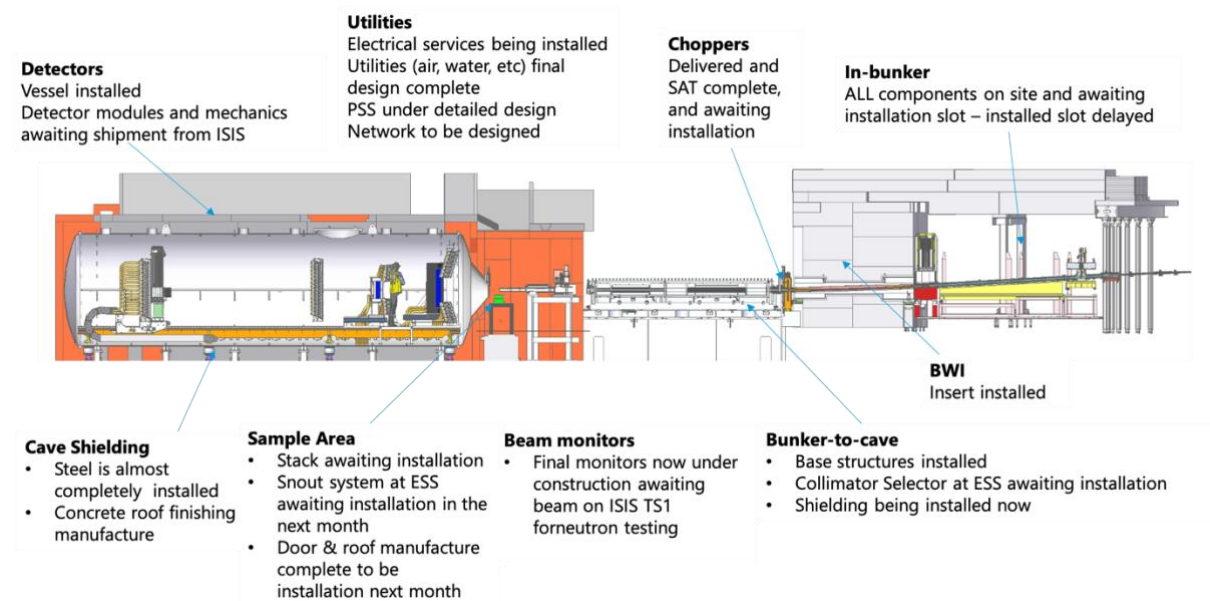 Utilities
Electrical services being installed
Utilities (air, water, etc) final
design complete
PSS under detailed design
Network to be designed
Choppers
Delivered and
SAT complete,
and awaiting
installation
Detectors
Vessel installed
Detector modules and mechanics
awaiting shipment from ISIS
In-bunker
ALL components on site and awaiting
installation slot – installed slot delayed
BWI
Insert installed
Cave Shielding
• Steel is almost
completely installed
• Concrete roof finishing
manufacture
Sample Area
• Stack awaiting installation
• Snout system at ESS
awaiting installation in the
next month
• Door & roof manufacture
complete to be
installation next month
Beam monitors
• Final monitors now under
construction awaiting
beam on ISIS TS1
forneutron testing
Bunker-to-cave
• Base structures installed
• Collimator Selector at ESS awaiting installation
• Shielding being installed now